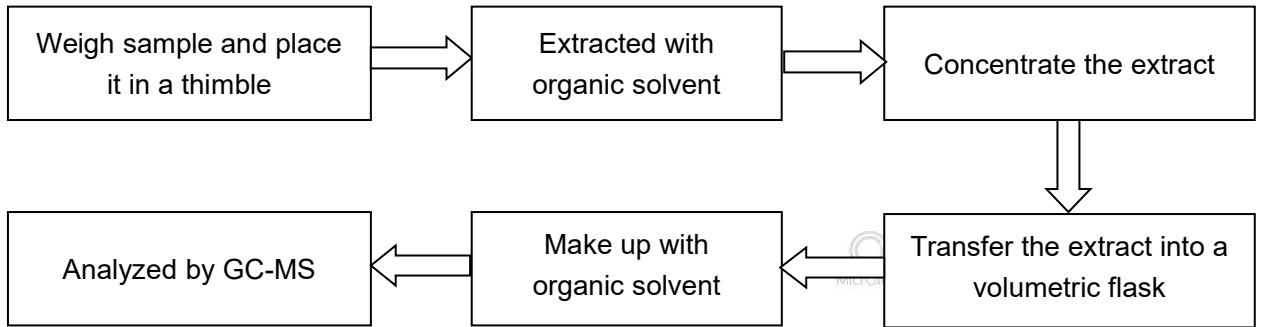 Weigh sample and place
it in a thimble
Extracted with
organic solvent
Concentrate the extract
Transfer the extract into a
volumetric flask
Make up with
organic solvent
Analyzed by GC-MS